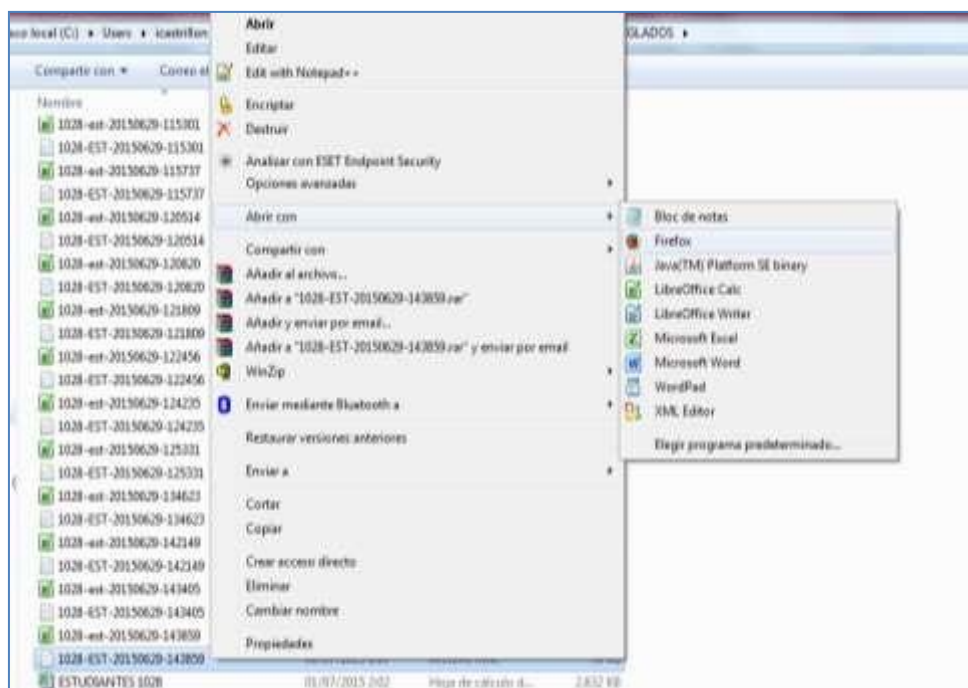 Users ▸ icastrillon
Compartir con ▾ Correo el
Nombre
1028-est-20150629-115301
1028-EST-20150629-115301
1028-est-20150629-115737
1028-EST-20150629-115737
1028-est-20150629-120514
1028-EST-20150629-120514
1028-est-20150629-120820
1028-EST-20150629-120820
1028-est-20150629-121809
1028-EST-20150629-121809
1028-est-20150629-122456
1028-EST-20150629-122456
1028-est-20150629-124235
1028-EST-20150629-124235
1028-est-20150629-125331
1028-EST-20150629-125331
1028-est-20150629-134623
1028-EST-20150629-134623
1028-est-20150629-142149
1028-EST-20150629-142149
1028-est-20150629-143405
1028-EST-20150629-143405
1028-est-20150629-143859
1028-EST-20150629-143859
ESTUDIANTES 1028 01/07/2015 2:02 Hoja de cálculo d... 2.832 KB
Abrir
Editar
Edit with Notepad++
Encriptar
Destruir
Analizar con ESET Endpoint Security
Opciones avanzadas
Abrir con
Compartir con
Añadir al archivo...
Añadir a "1028-EST-20150629-143859.rar"
Añadir y enviar por email...
Añadir a "1028-EST-20150629-143859.rar" y enviar por email
WinZip
Enviar mediante Bluetooth a
Restaurar versiones anteriores
Enviar a
Cortar
Copiar
Crear acceso directo
Eliminar
Cambiar nombre
Propiedades
Bloc de notas
Firefox
Java(TM) Platform SE binary
LibreOffice Calc
LibreOffice Writer
Microsoft Excel
Microsoft Word
WordPad
XML Editor
Elegir programa predeterminado...